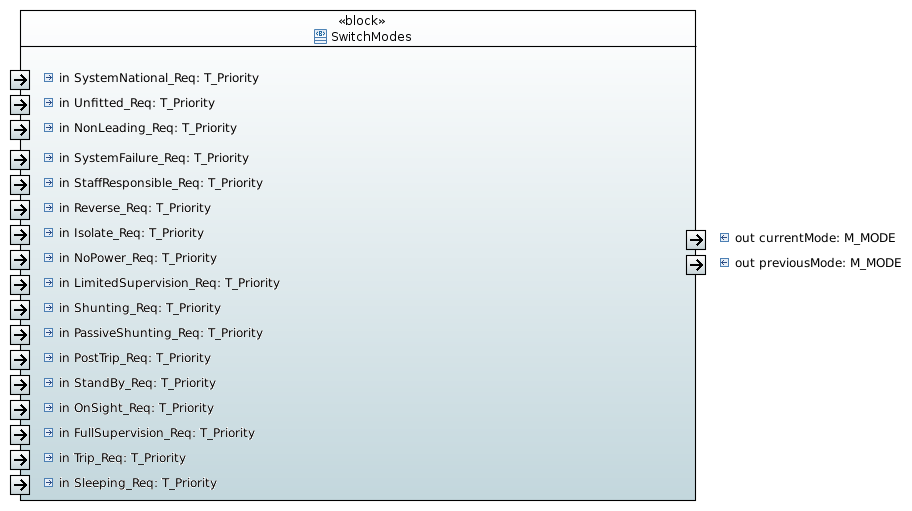 «block»
SwitchModes
in SystemNational_Req: T_Priority
in Unfitted_Req: T_Priority
in NonLeading_Req: T_Priority
in SystemFailure_Req: T_Priority
in StaffResponsible_Req: T_Priority
in Reverse_Req: T_Priority
in Isolate_Req: T_Priority
in NoPower_Req: T_Priority
in LimitedSupervision_Req: T_Priority
in Shunting_Req: T_Priority
in PassiveShunting_Req: T_Priority
in PostTrip_Req: T_Priority
in StandBy_Req: T_Priority
in OnSight_Req: T_Priority
in FullSupervision_Req: T_Priority
in Trip_Req: T_Priority
in Sleeping_Req: T_Priority
out currentMode: M_MODE
out previousMode: M_MODE